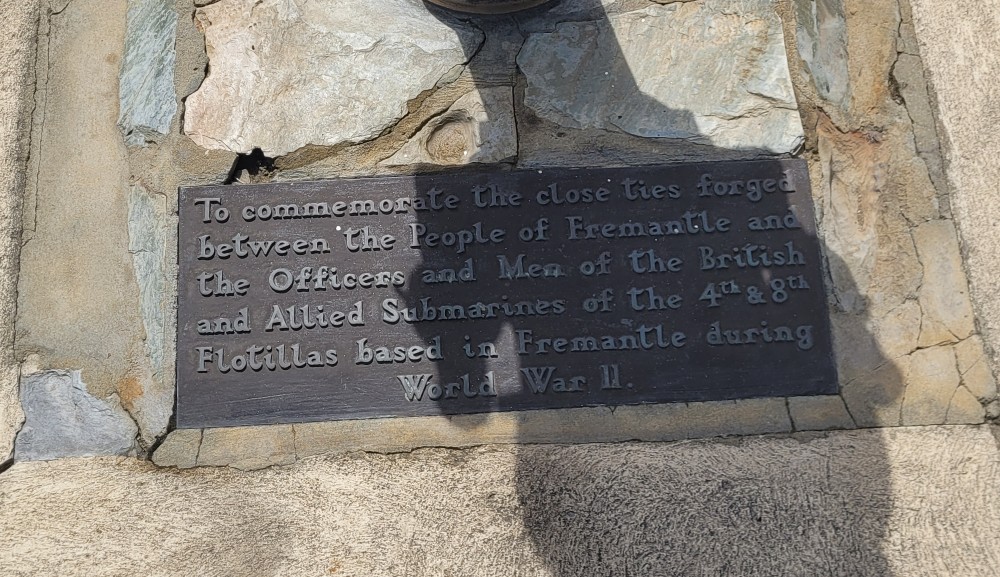 To commemorate the close ties forged
between the People of Fremantle and
the Officers and Men of the British
and Allied Submarines of the 4th & 8th
Flotillas based in Fremantle during
World War II.